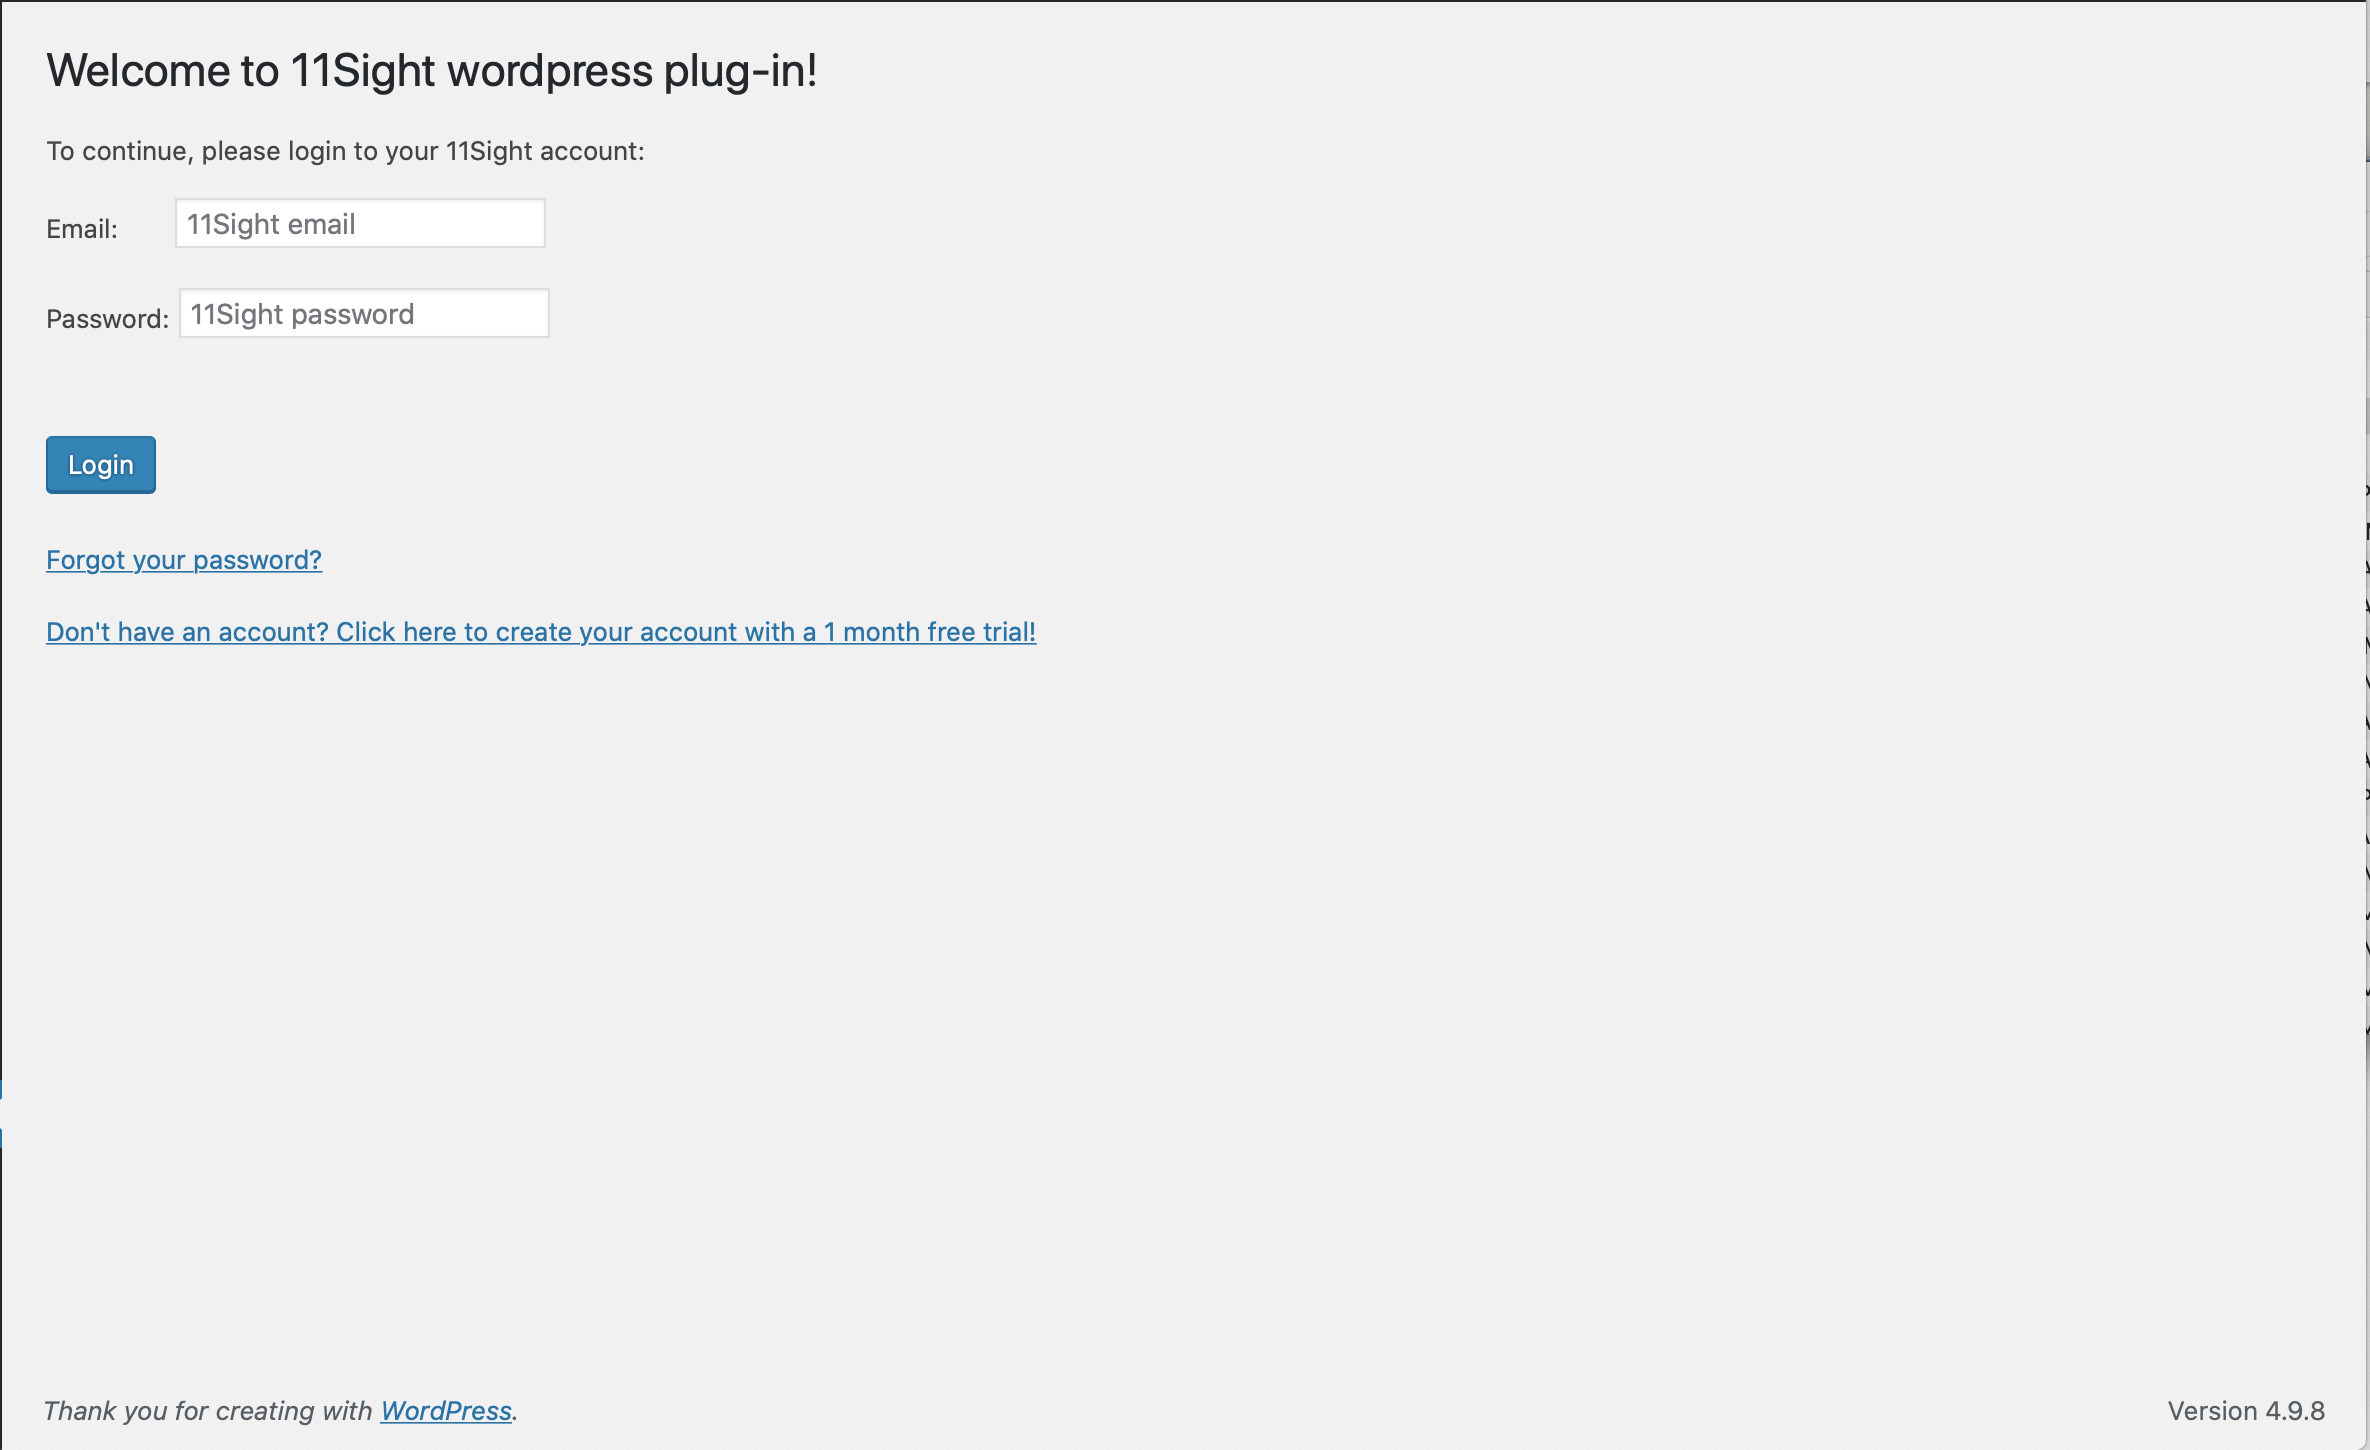 Welcome to 11Sight wordpress plug-in!
To continue, please login to your 11Sight account:
Email: 11Sight email
Password: 11Sight password
Login
Forgot your password?
Don't have an account? Click here to create your account with a 1 month free trial!
Thank you for creating with WordPress. Version 4.9.8